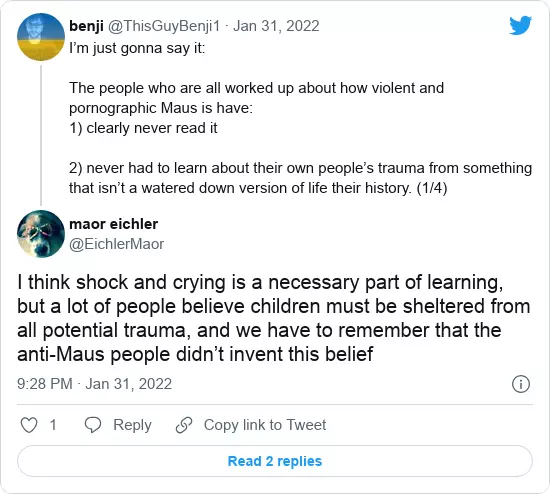 benji @ThisGuyBenji1 · Jan 31, 2022
I'm just gonna say it:
The people who are all worked up about how violent and
pornographic Maus is have:
1) clearly never read it
2) never had to learn about their own people's trauma from something
that isn't a watered down version of life their history. (1/4)
maor eichler
@EichlerMaor
I think shock and crying is a necessary part of learning,
but a lot of people believe children must be sheltered from
all potential trauma, and we have to remember that the
anti-Maus people didn't invent this belief
9:28 PM · Jan 31, 2022
1 Reply Copy link to Tweet
Read 2 replies